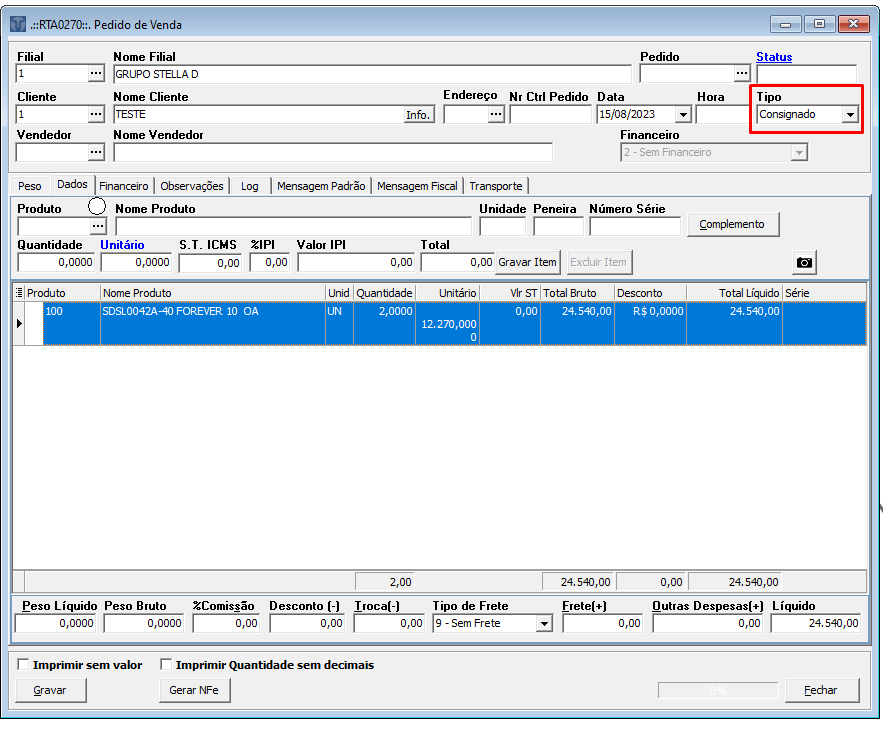 .::RTA0270::. Pedido de Venda
Filial Nome Filial Pedido Status
1 ... GRUPO STELLA D ...
Cliente Nome Cliente Endereço Nr Ctrl Pedido Data Hora Tipo
1 ... TESTE Info. ... 15/08/2023 Consignado
Vendedor Nome Vendedor Financeiro
... 2 - Sem Financeiro
Peso Dados Financeiro Observações Log Mensagem Padrão Mensagem Fiscal Transporte
Produto Nome Produto Unidade Peneira Número Série
... Complemento
Quantidade Unitário S.T. ICMS %IPI Valor IPI Total
0,0000 0,0000 0,00 0,00 0,00 0,00 Gravar Item Excluir Item
Produto Nome Produto Unid Quantidade Unitário Vlr ST Total Bruto Desconto Total Líquido Série
100 SDSL0042A-40 FOREVER 10 OA UN 2,0000 12.270,000 0,00 24.540,00 R$ 0,0000 24.540,00
0
2,00 24.540,00 0,00 24.540,00
Peso Líquido Peso Bruto %Comissão Desconto (-) Troca(-) Tipo de Frete Frete(+) Outras Despesas(+) Líquido
0,0000 0,0000 0,00 0,00 0,00 9 - Sem Frete 0,00 0,00 24.540,00
Imprimir sem valor Imprimir Quantidade sem decimais
Gravar Gerar NFe 0% Fechar